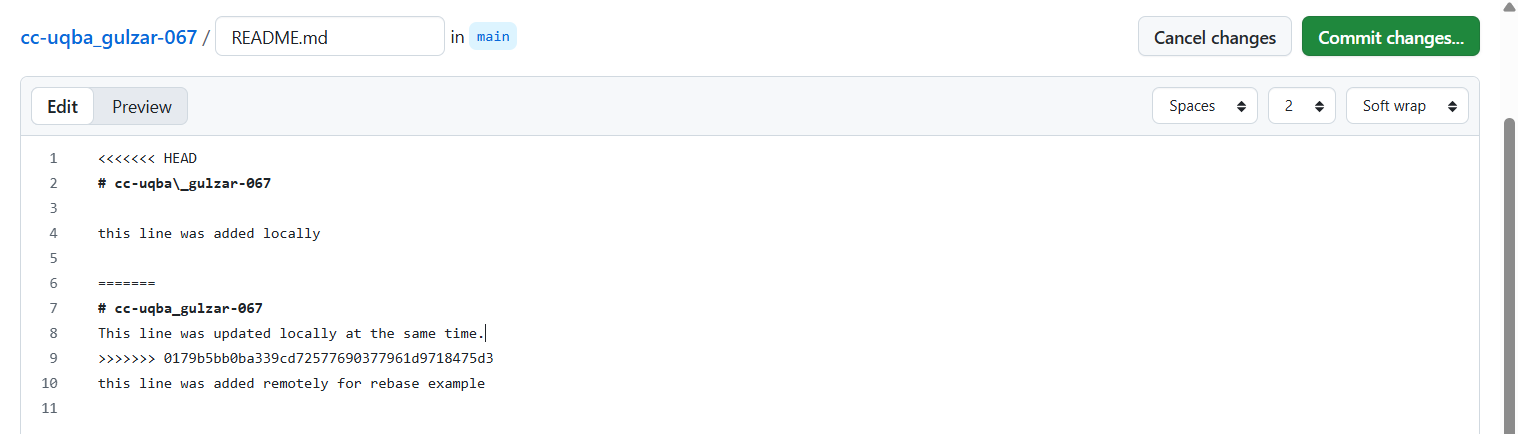 cc-uqba_gulzar-067 / README.md in main Cancel changes Commit changes...
Edit Preview Spaces 2 Soft wrap
1 <<<<<<< HEAD
2 # cc-uqba\_gulzar-067
3
4 this line was added locally
5
6 =======
7 # cc-uqba_gulzar-067
8 This line was updated locally at the same time.
9 >>>>>>> 0179b5bb0ba339cd72577690377961d9718475d3
10 this line was added remotely for rebase example
11